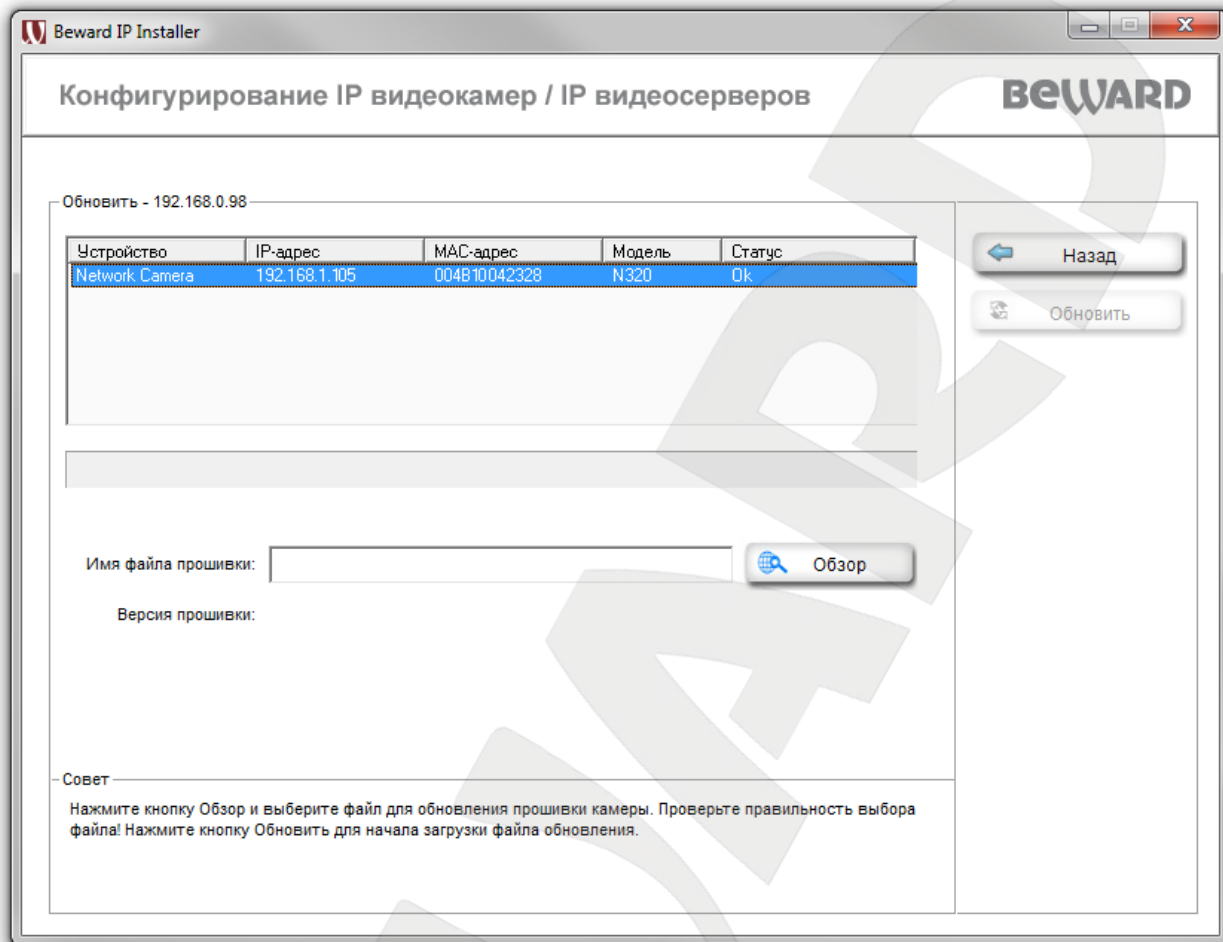 Beward IP Installer
Конфигурирование IP видеокамер / IP видеосерверов
BEWARD
Обновить - 192.168.0.98
Устройство IP-адрес MAC-адрес Модель Статус
Network Camera 192.168.1.105 004B10042328 N320 Ok
Назад
Обновить
Имя файла прошивки:
Обзор
Версия прошивки:
Совет
Нажмите кнопку Обзор и выберите файл для обновления прошивки камеры. Проверьте правильность выбора
файла! Нажмите кнопку Обновить для начала загрузки файла обновления.